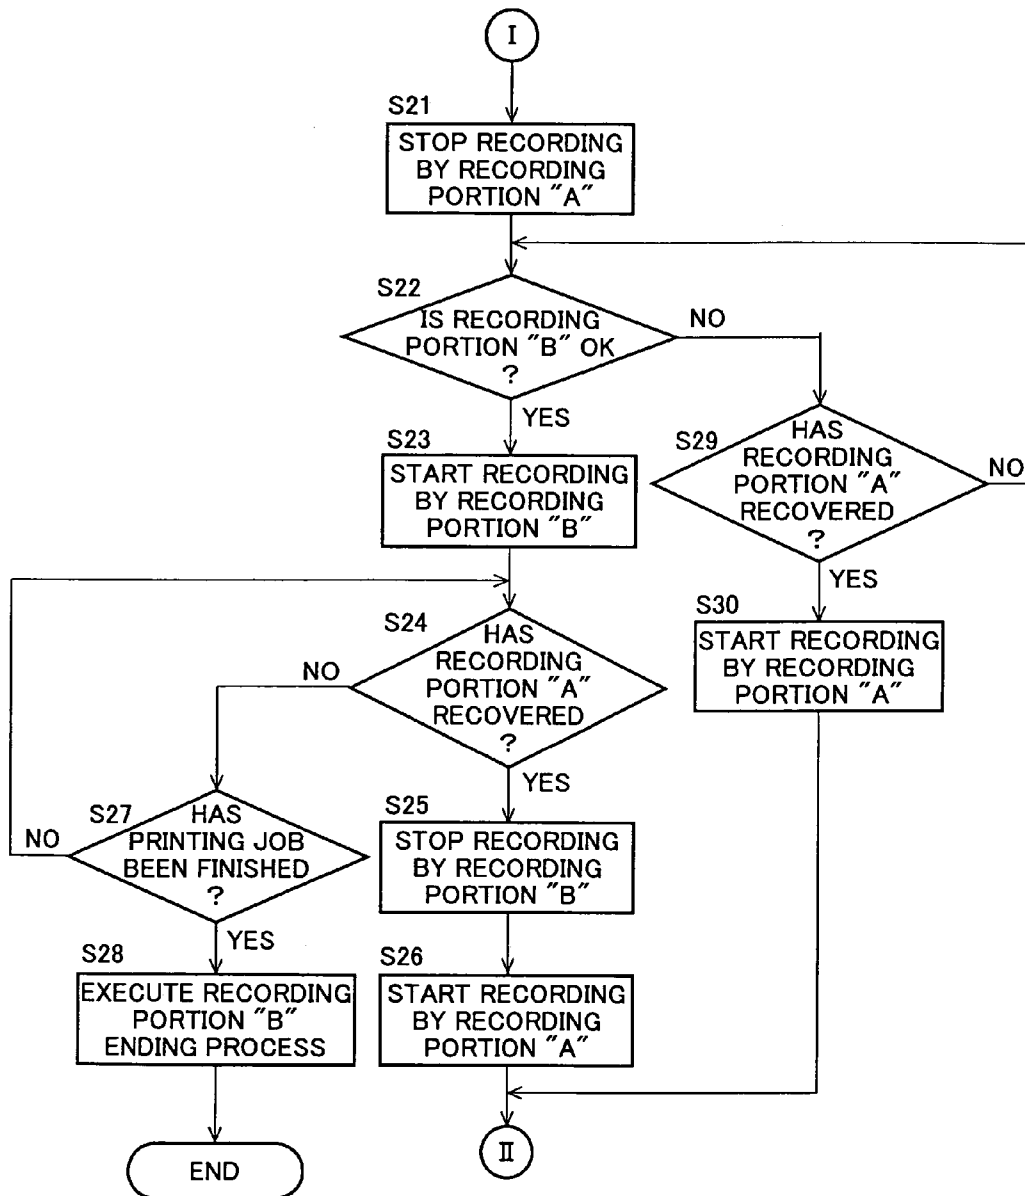 I
S21
STOP RECORDING
BY RECORDING
PORTION "A"
S22
IS RECORDING
PORTION "B" OK
?
NO
YES
S23
START RECORDING
BY RECORDING
PORTION "B"
S29
HAS
RECORDING
PORTION "A"
RECOVERED
?
NO
YES
S30
START RECORDING
BY RECORDING
PORTION "A"
S24
HAS
RECORDING
PORTION "A"
RECOVERED
?
NO
YES
S27
HAS
PRINTING JOB
BEEN FINISHED
?
NO
YES
S25
STOP RECORDING
BY RECORDING
PORTION "B"
S28
EXECUTE RECORDING
PORTION "B"
ENDING PROCESS
S26
START RECORDING
BY RECORDING
PORTION "A"
END
II